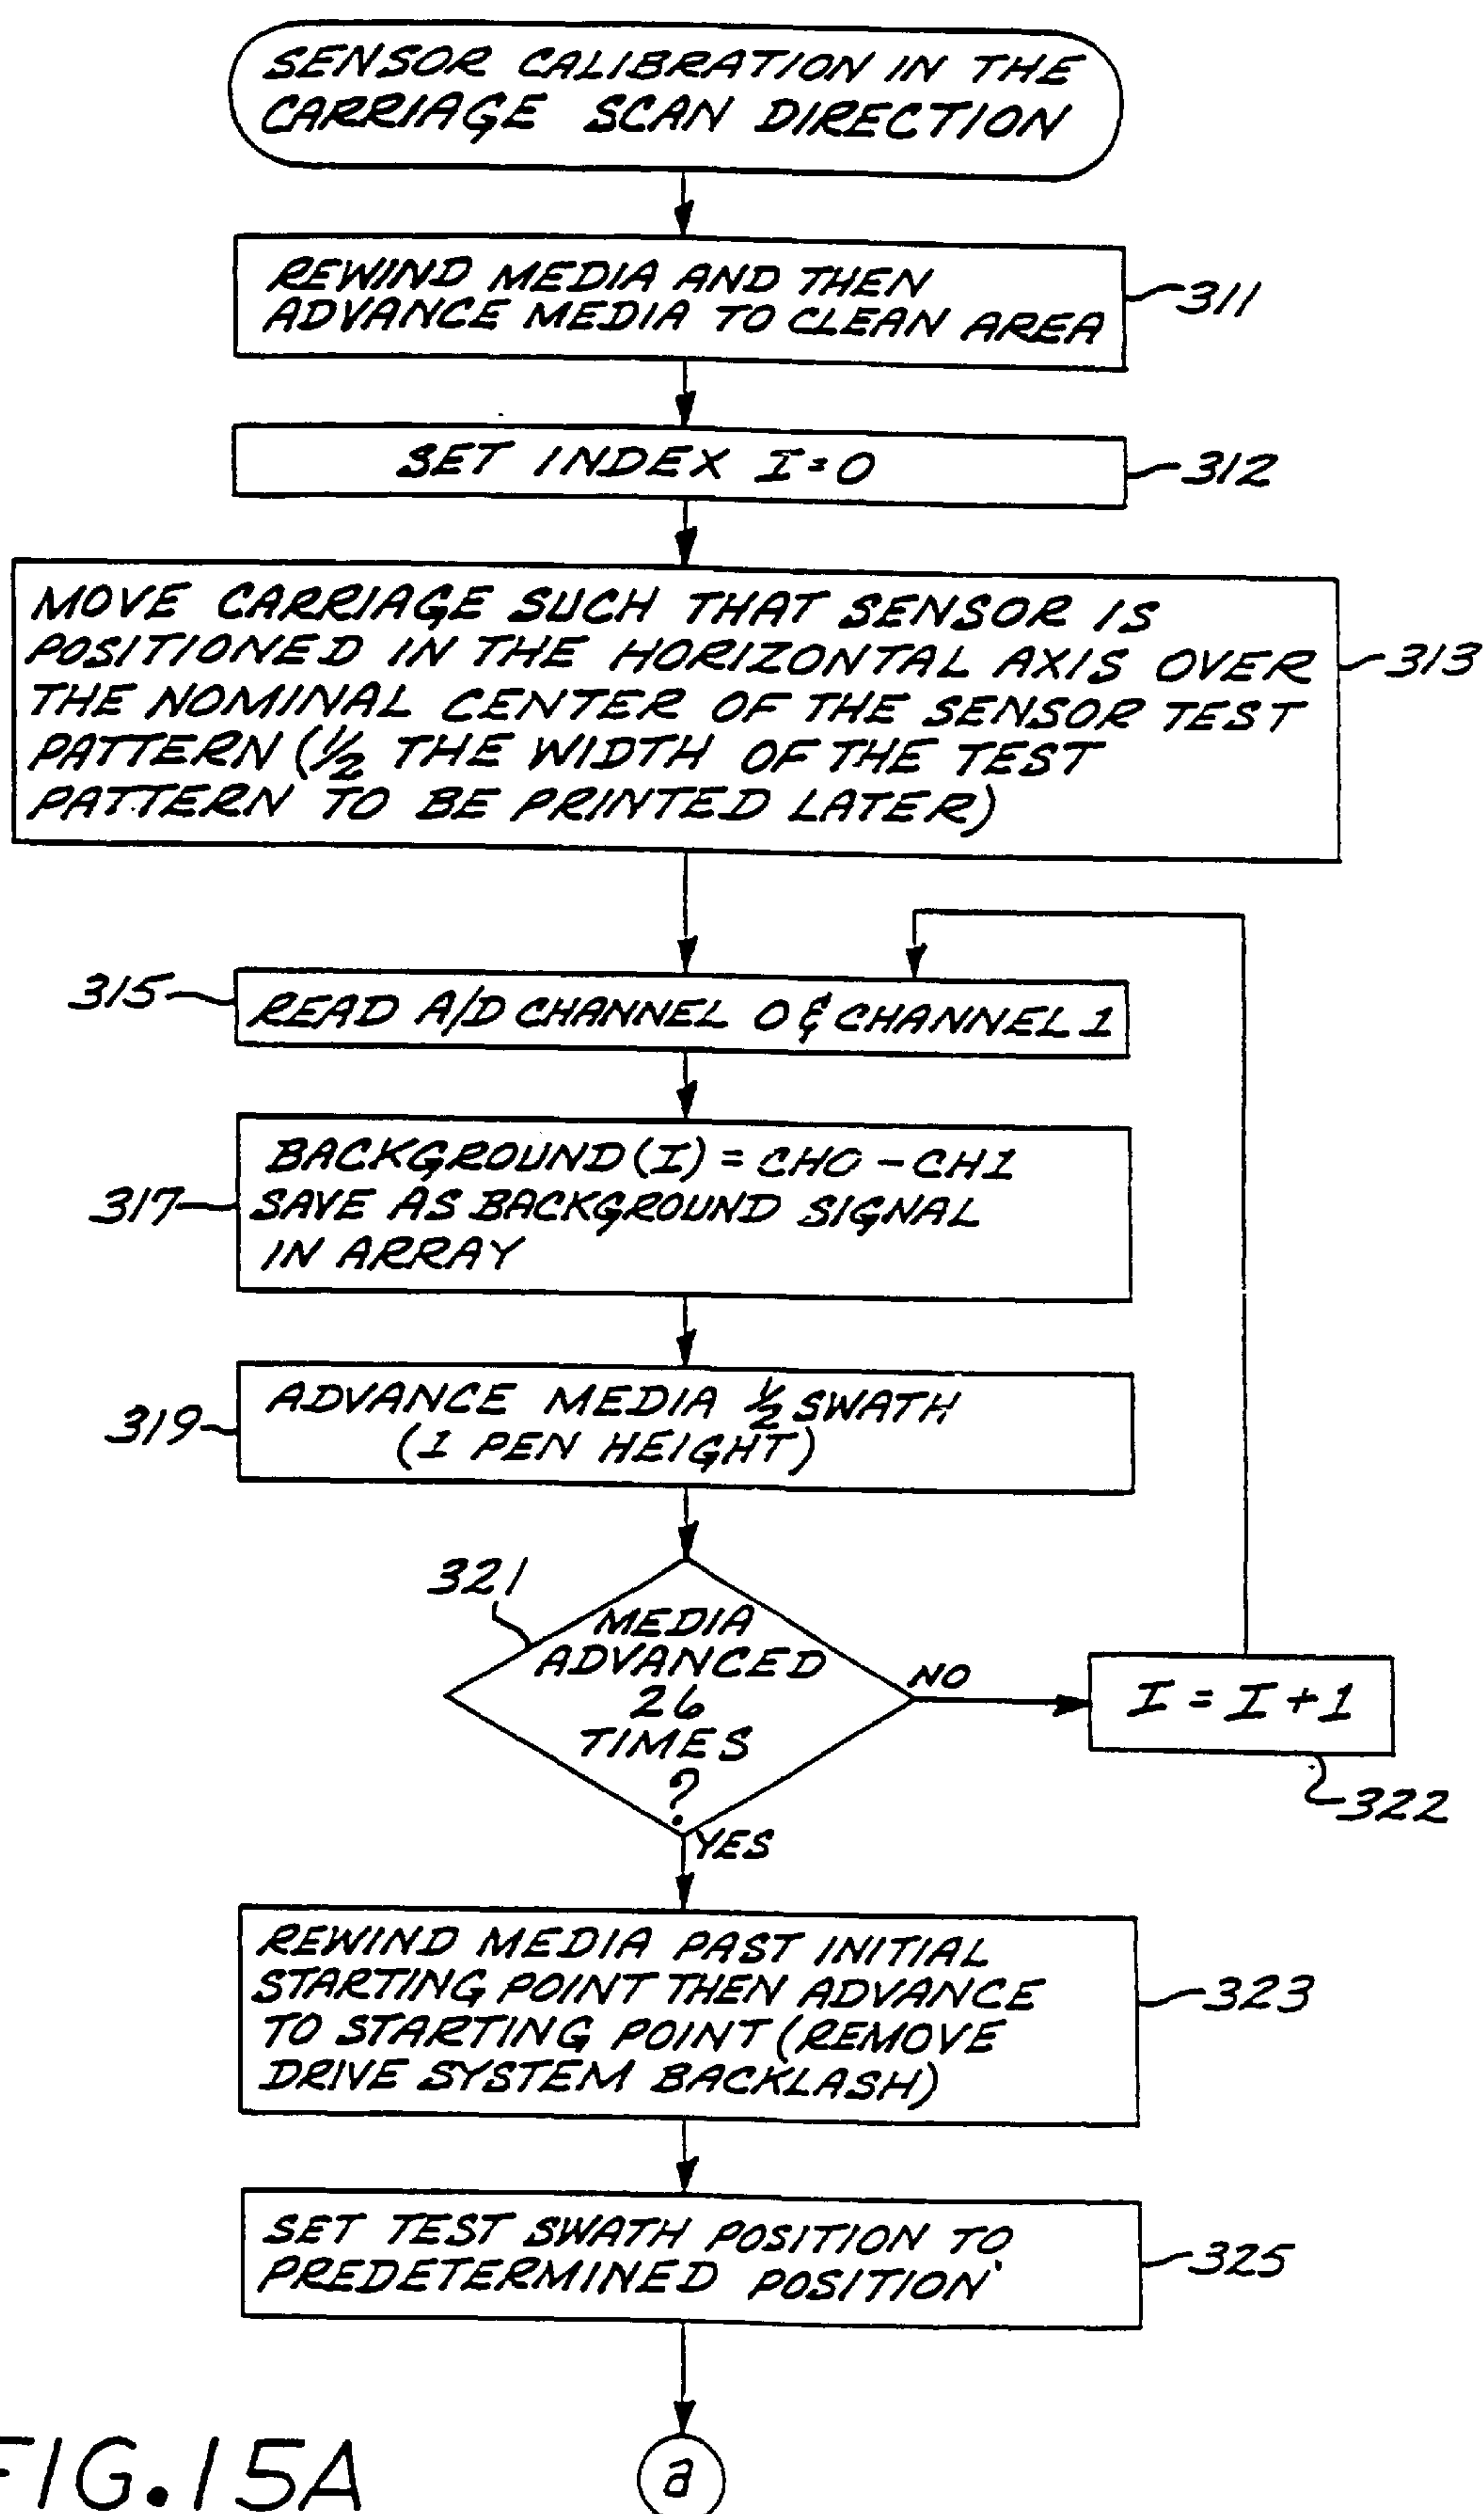 SENSOR CALIBRATION IN THE
CARRIAGE SCAN DIRECTION
REWIND MEDIA AND THEN
ADVANCE MEDIA TO CLEAN AREA
311
SET INDEX I=0
312
MOVE CARRIAGE SUCH THAT SENSOR IS
POSITIONED IN THE HORIZONTAL AXIS OVER
THE NOMINAL CENTER OF THE SENSOR TEST
PATTERN (1/2 THE WIDTH OF THE TEST
PATTERN TO BE PRINTED LATER)
313
315
READ A/D CHANNEL 0 & CHANNEL 1
317
BACKGROUND (I) = CH0 - CH1
SAVE AS BACKGROUND SIGNAL
IN ARRAY
319
ADVANCE MEDIA 1/2 SWATH
(1 PEN HEIGHT)
321
MEDIA
ADVANCED
26
TIMES
?
NO
I = I + 1
322
YES
REWIND MEDIA PAST INITIAL
STARTING POINT THEN ADVANCE
TO STARTING POINT (REMOVE
DRIVE SYSTEM BACKLASH)
323
SET TEST SWATH POSITION TO
PREDETERMINED POSITION
325
a
FIG. 15A